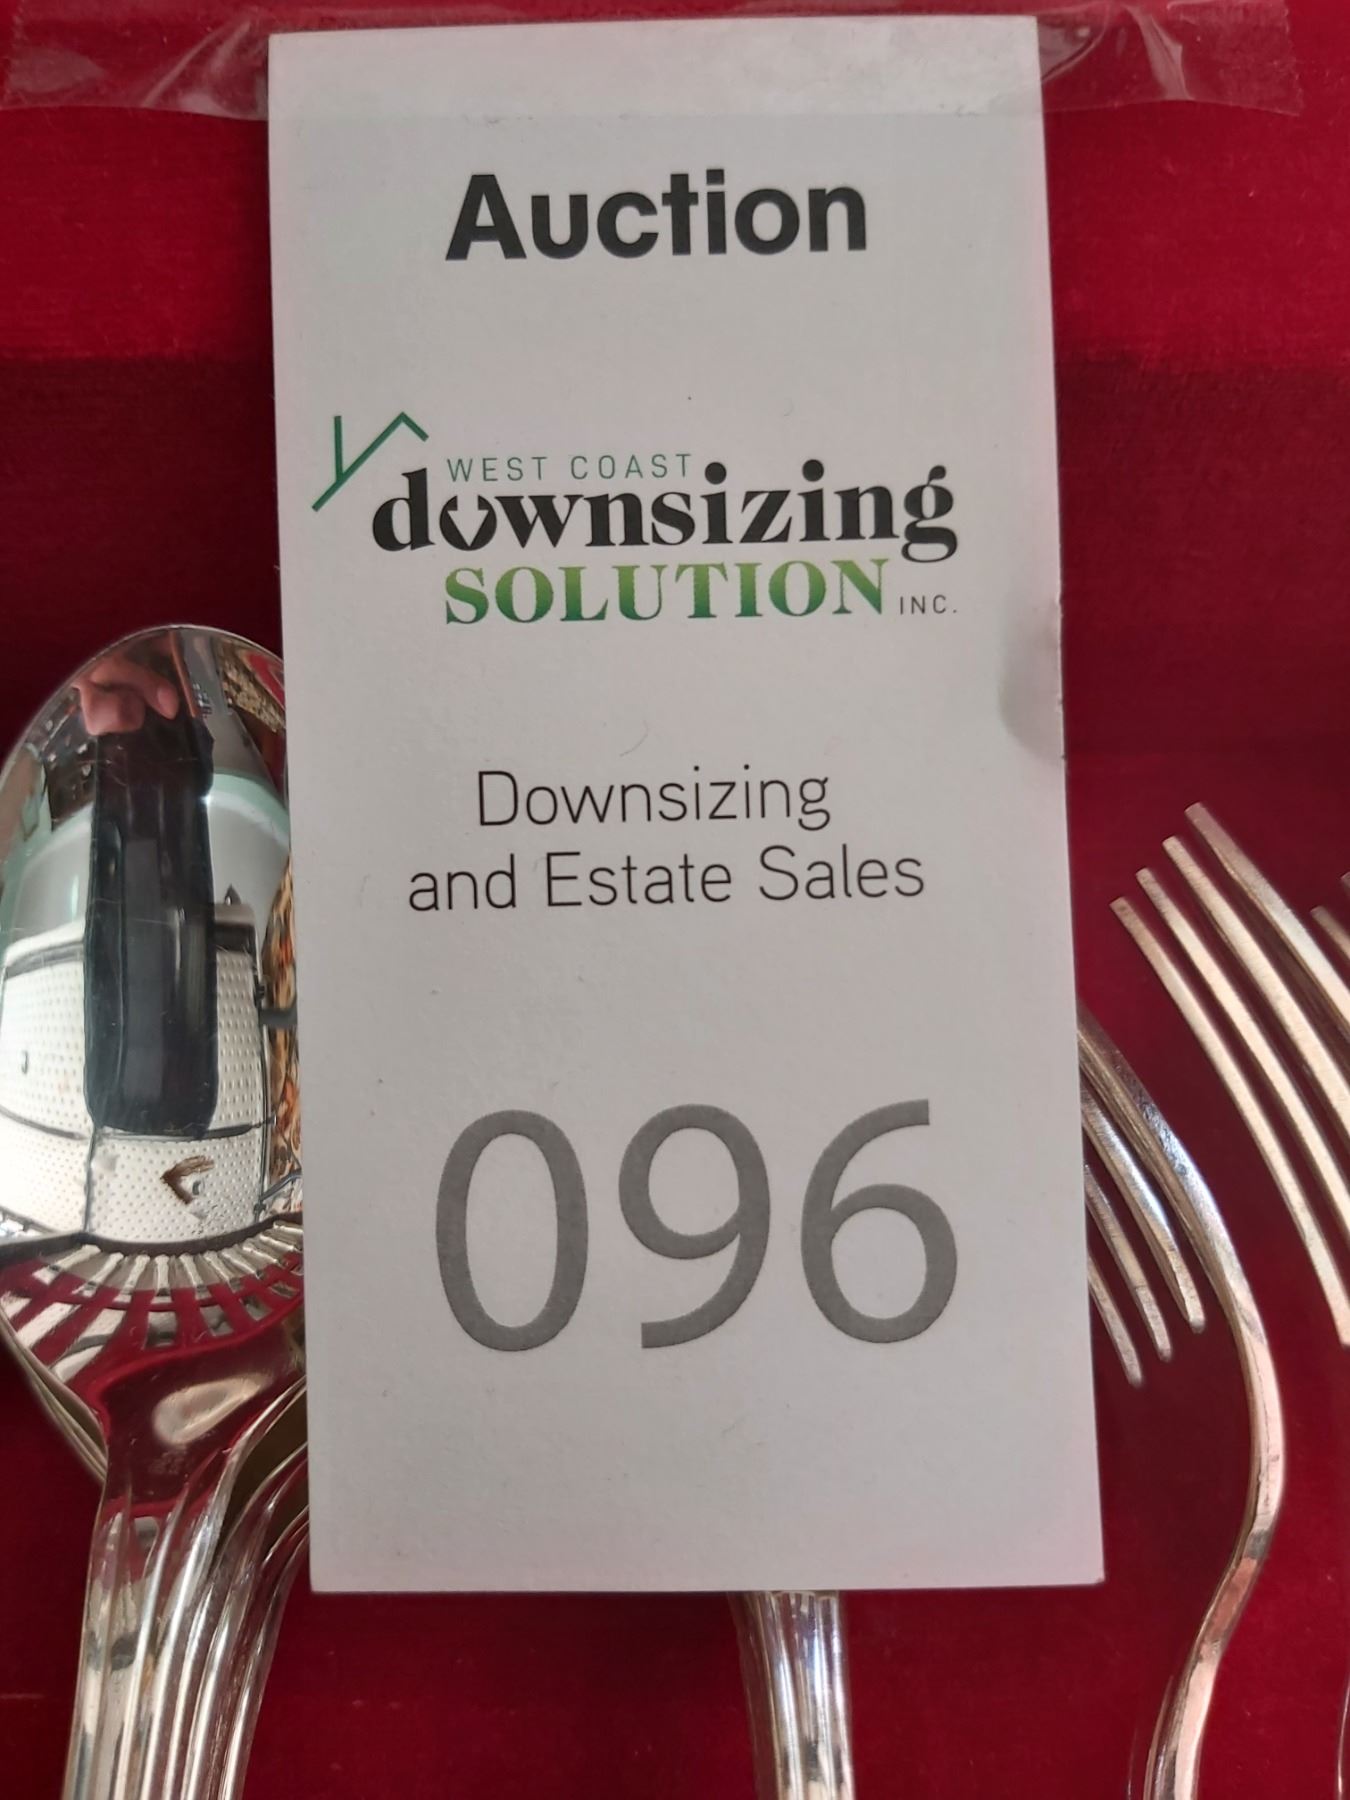 Auction
WEST COAST
downsizing
SOLUTION INC.
Downsizing
and Estate Sales
096